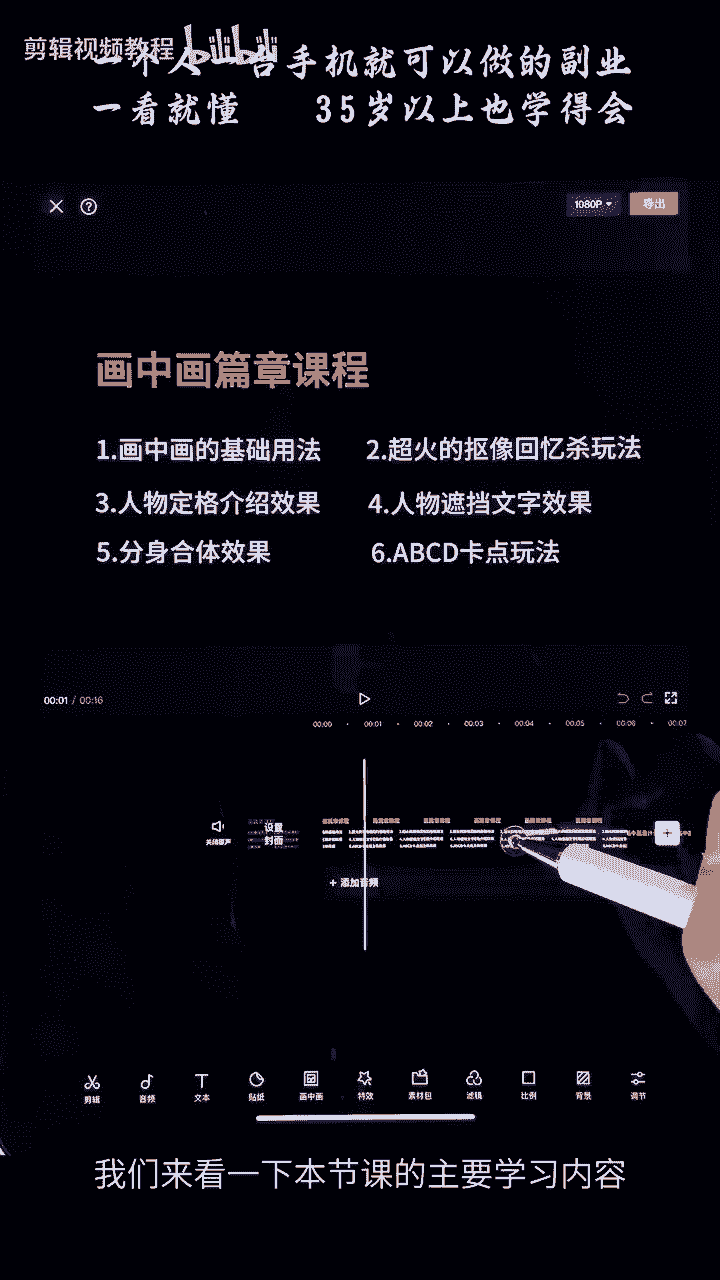 剪辑视频教程 bilibili
一个人一台手机就可以做的副业
一看就懂 35岁以上也学得会
1080P 导出
画中画篇章课程
1.画中画的基础用法 2.超火的抠像回忆杀玩法
3.人物定格介绍效果 4.人物遮挡文字效果
5.分身合体效果 6.ABCD卡点玩法
00:01 / 00:16
00:00 00:01 00:02 00:03 00:04 00:05 00:06 00:07
关闭原声 设置 封面
+ 添加音频
剪辑 音频 文本 贴纸 画中画 特效 素材包 滤镜 比例 背景 调节
我们来看一下本节课的主要学习内容